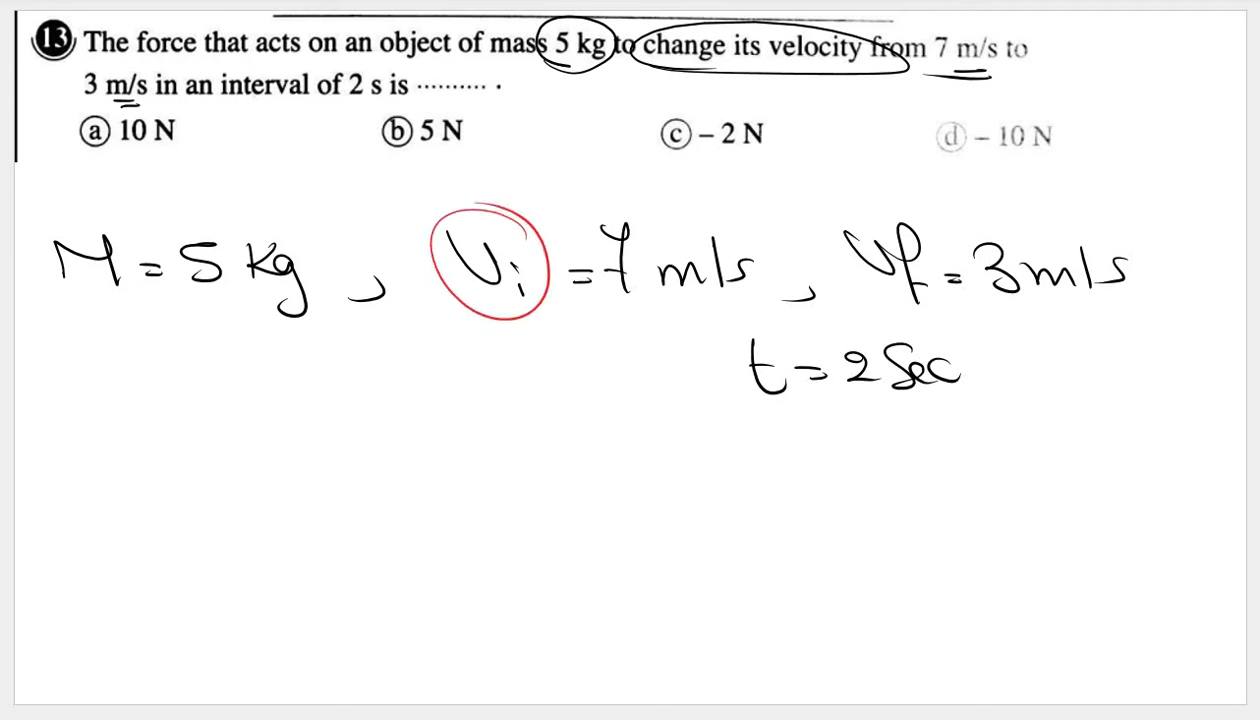 13 The force that acts on an object of mass 5 kg to change its velocity from 7 m/s to
3 m/s in an interval of 2 s is .......... .
ⓐ 10 N ⓑ 5 N ⓒ – 2 N ⓓ – 10 N
M = 5 kg , Vi = 7 m/s , Vf = 3 m/s
t = 2 Sec